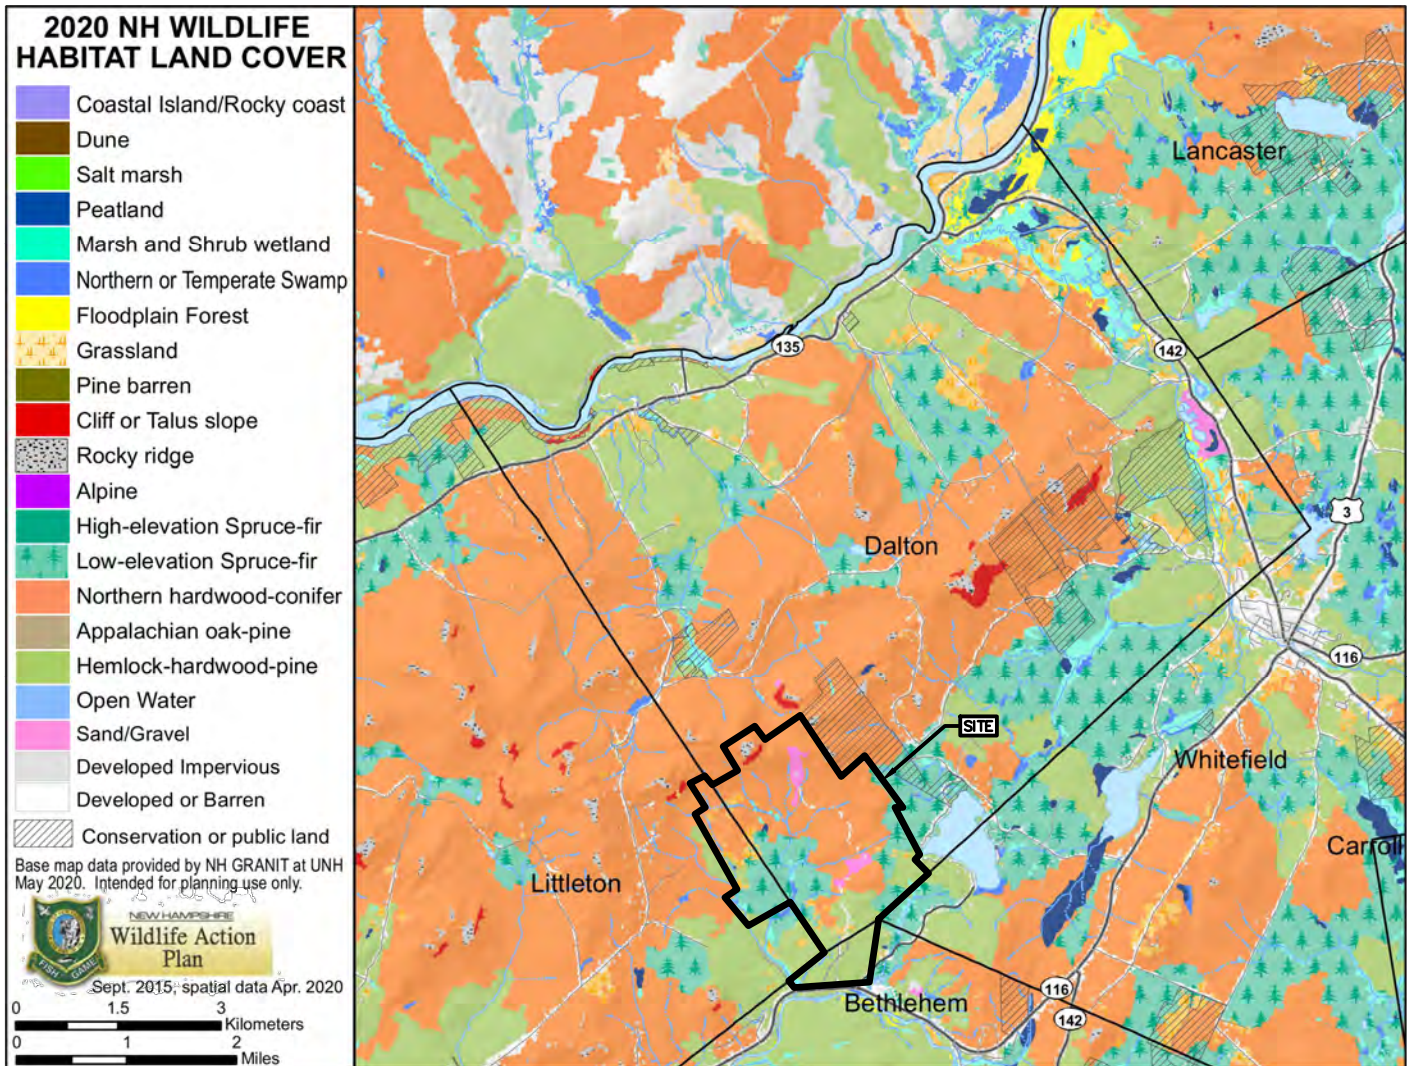 2020 NH WILDLIFE
HABITAT LAND COVER
Coastal Island/Rocky coast
Dune
Salt marsh
Peatland
Marsh and Shrub wetland
Northern or Temperate Swamp
Floodplain Forest
Grassland
Pine barren
Cliff or Talus slope
Rocky ridge
Alpine
High-elevation Spruce-fir
Low-elevation Spruce-fir
Northern hardwood-conifer
Appalachian oak-pine
Hemlock-hardwood-pine
Open Water
Sand/Gravel
Developed Impervious
Developed or Barren
Conservation or public land
Base map data provided by NH GRANIT at UNH
May 2020. Intended for planning use only.
NEW HAMPSHIRE
Wildlife Action
Plan
FISH GAME
Sept. 2015, spatial data Apr. 2020
0 1.5 3
Kilometers
0 1 2
Miles
Lancaster
135
142
3
Dalton
116
SITE
Whitefield
Carroll
Littleton
116
Bethlehem
142